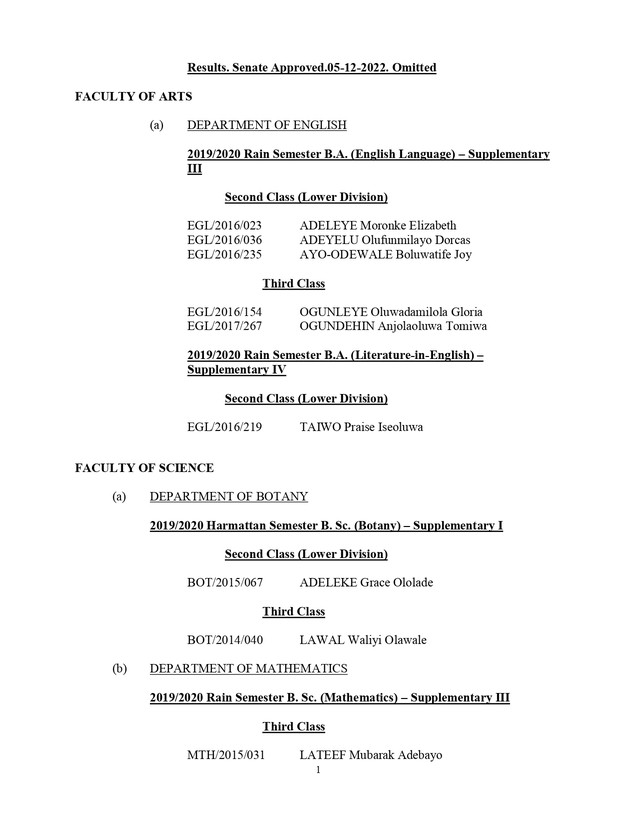 Results. Senate Approved.05-12-2022. Omitted
FACULTY OF ARTS
(a) DEPARTMENT OF ENGLISH
2019/2020 Rain Semester B.A. (English Language) – Supplementary
III
Second Class (Lower Division)
EGL/2016/023 ADELEYE Moronke Elizabeth
EGL/2016/036 ADEYELU Olufunmilayo Dorcas
EGL/2016/235 AYO-ODEWALE Boluwatife Joy
Third Class
EGL/2016/154 OGUNLEYE Oluwadamilola Gloria
EGL/2017/267 OGUNDEHIN Anjolaoluwa Tomiwa
2019/2020 Rain Semester B.A. (Literature-in-English) –
Supplementary IV
Second Class (Lower Division)
EGL/2016/219 TAIWO Praise Iseoluwa
FACULTY OF SCIENCE
(a) DEPARTMENT OF BOTANY
2019/2020 Harmattan Semester B. Sc. (Botany) – Supplementary I
Second Class (Lower Division)
BOT/2015/067 ADELEKE Grace Ololade
Third Class
BOT/2014/040 LAWAL Waliyi Olawale
(b) DEPARTMENT OF MATHEMATICS
2019/2020 Rain Semester B. Sc. (Mathematics) – Supplementary III
Third Class
MTH/2015/031 LATEEF Mubarak Adebayo
1